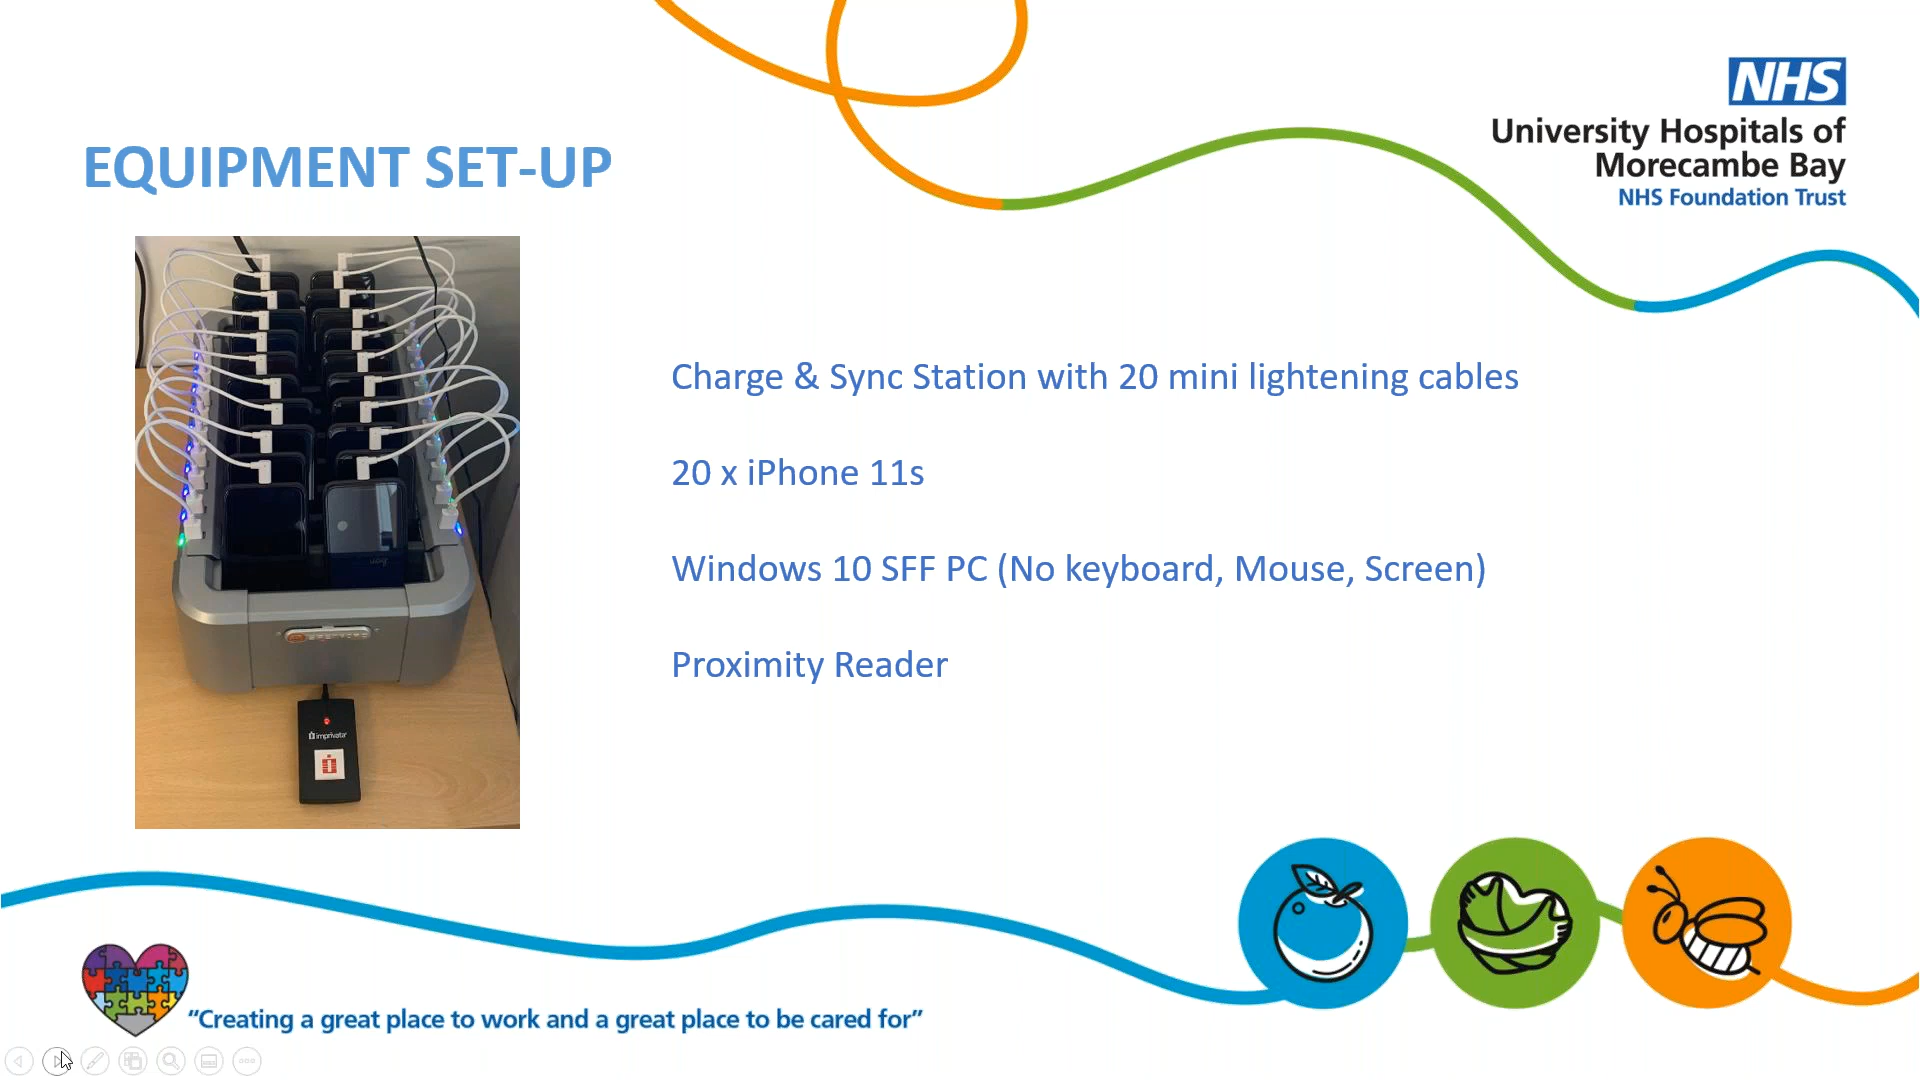 NHS
University Hospitals of
Morecambe Bay
NHS Foundation Trust
EQUIPMENT SET-UP
Charge & Sync Station with 20 mini lightening cables
20 x iPhone 11s
Windows 10 SFF PC (No keyboard, Mouse, Screen)
Proximity Reader
imprivata
“Creating a great place to work and a great place to be cared for”